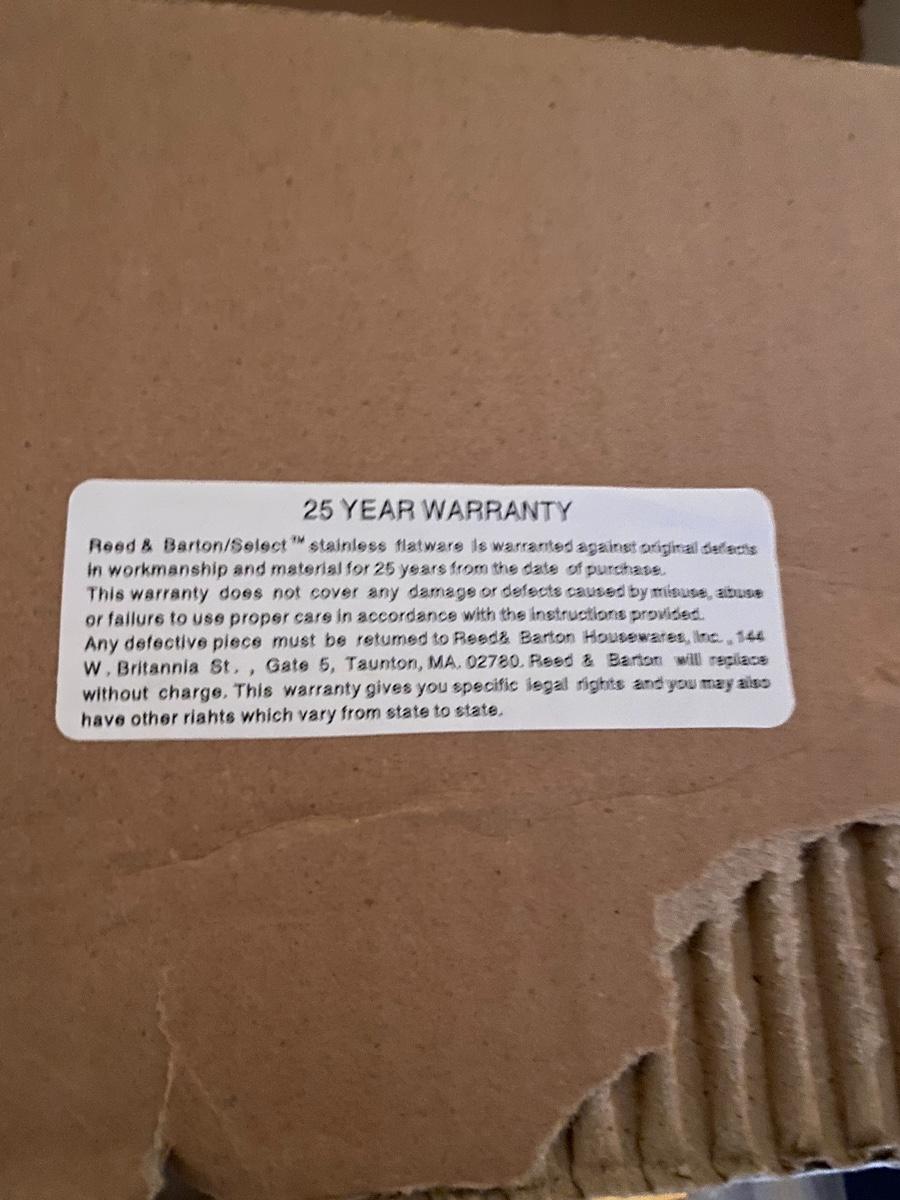 25 YEAR WARRANTY
Reed & Barton/Select™ stainless flatware is warranted against original defects
in workmanship and material for 25 years from the date of purchase.
This warranty does not cover any damage or defects caused by misuse, abuse
or failure to use proper care in accordance with the instructions provided.
Any defective piece must be returned to Reed& Barton Housewares, Inc., 144
W. Britannia St., , Gate 5, Taunton, MA. 02780. Reed & Barton will replace
without charge. This warranty gives you specific legal rights and you may also
have other riahts which vary from state to state.